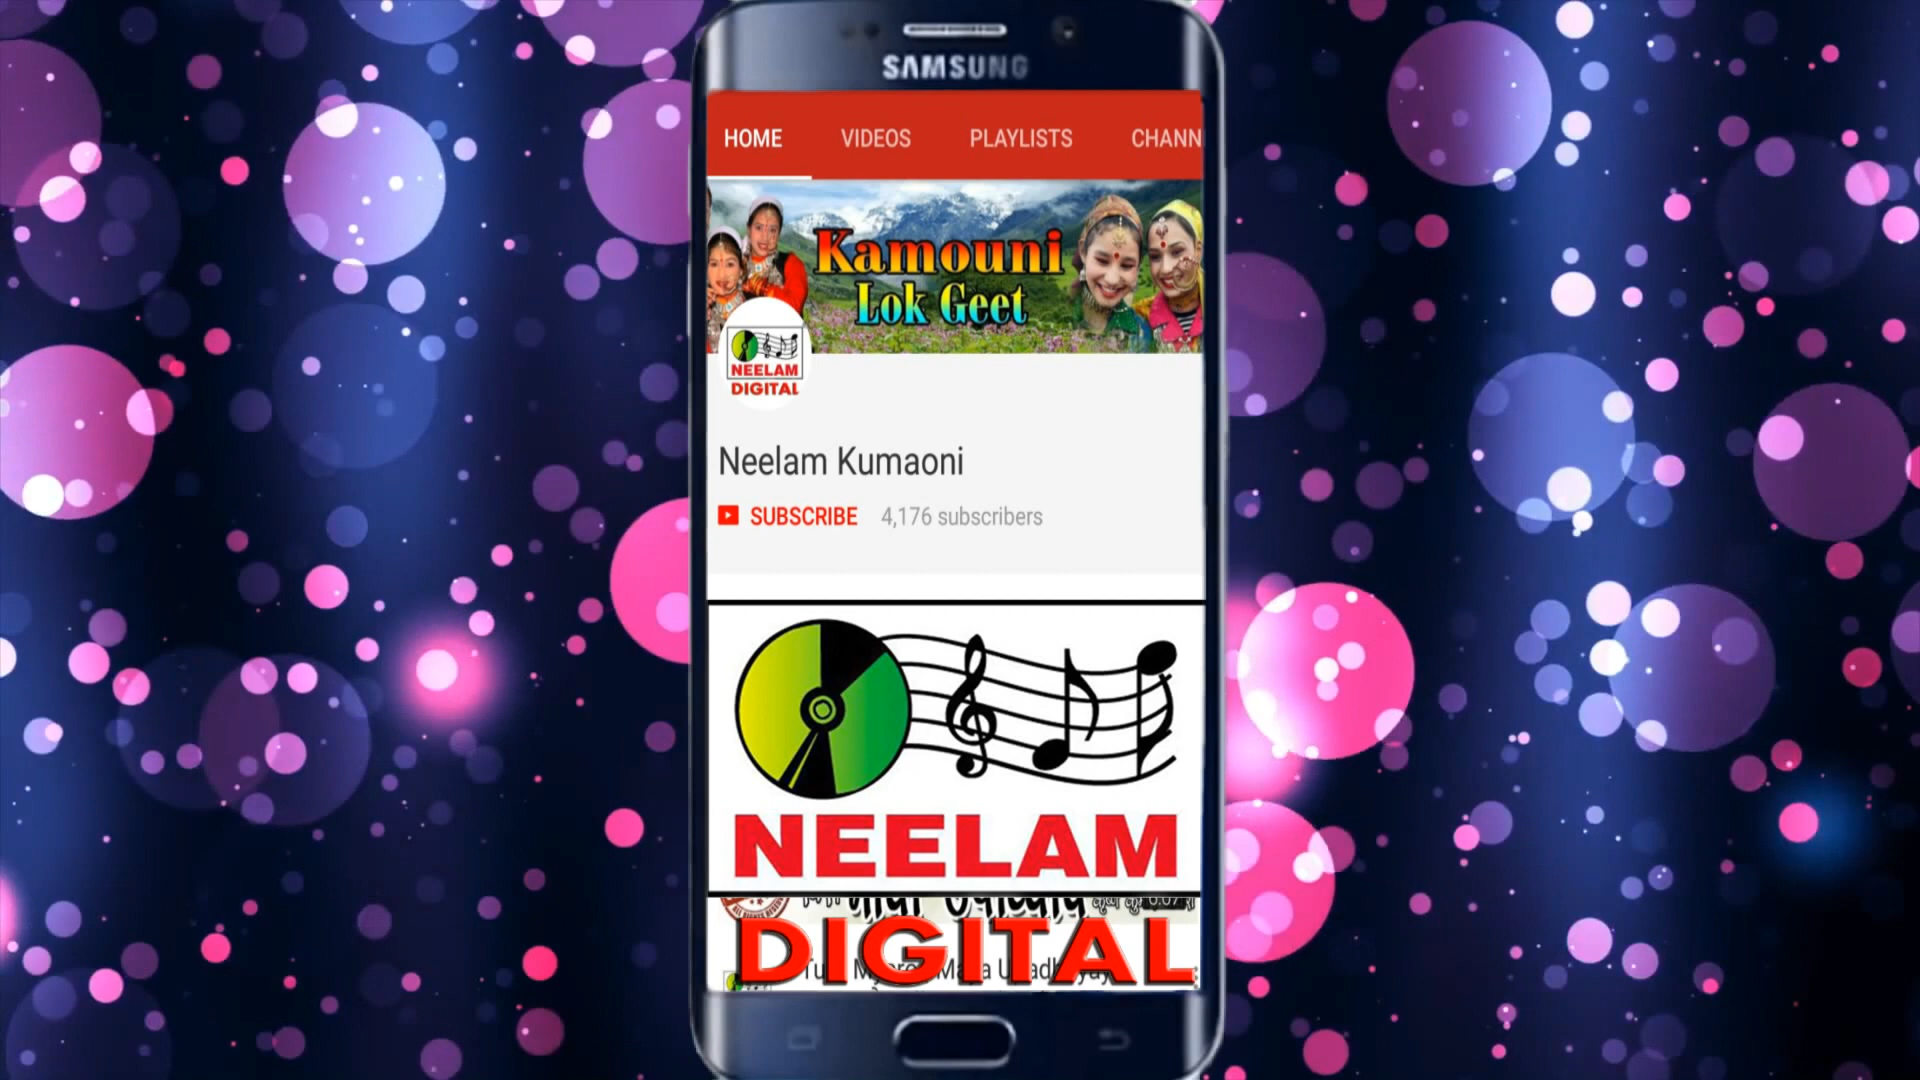 SAMSUNG
HOME VIDEOS PLAYLISTS CHANN
Kamouni
Lok Geet
NEELAM
DIGITAL
Neelam Kumaoni
SUBSCRIBE 4,176 subscribers
NEELAM
DIGITAL